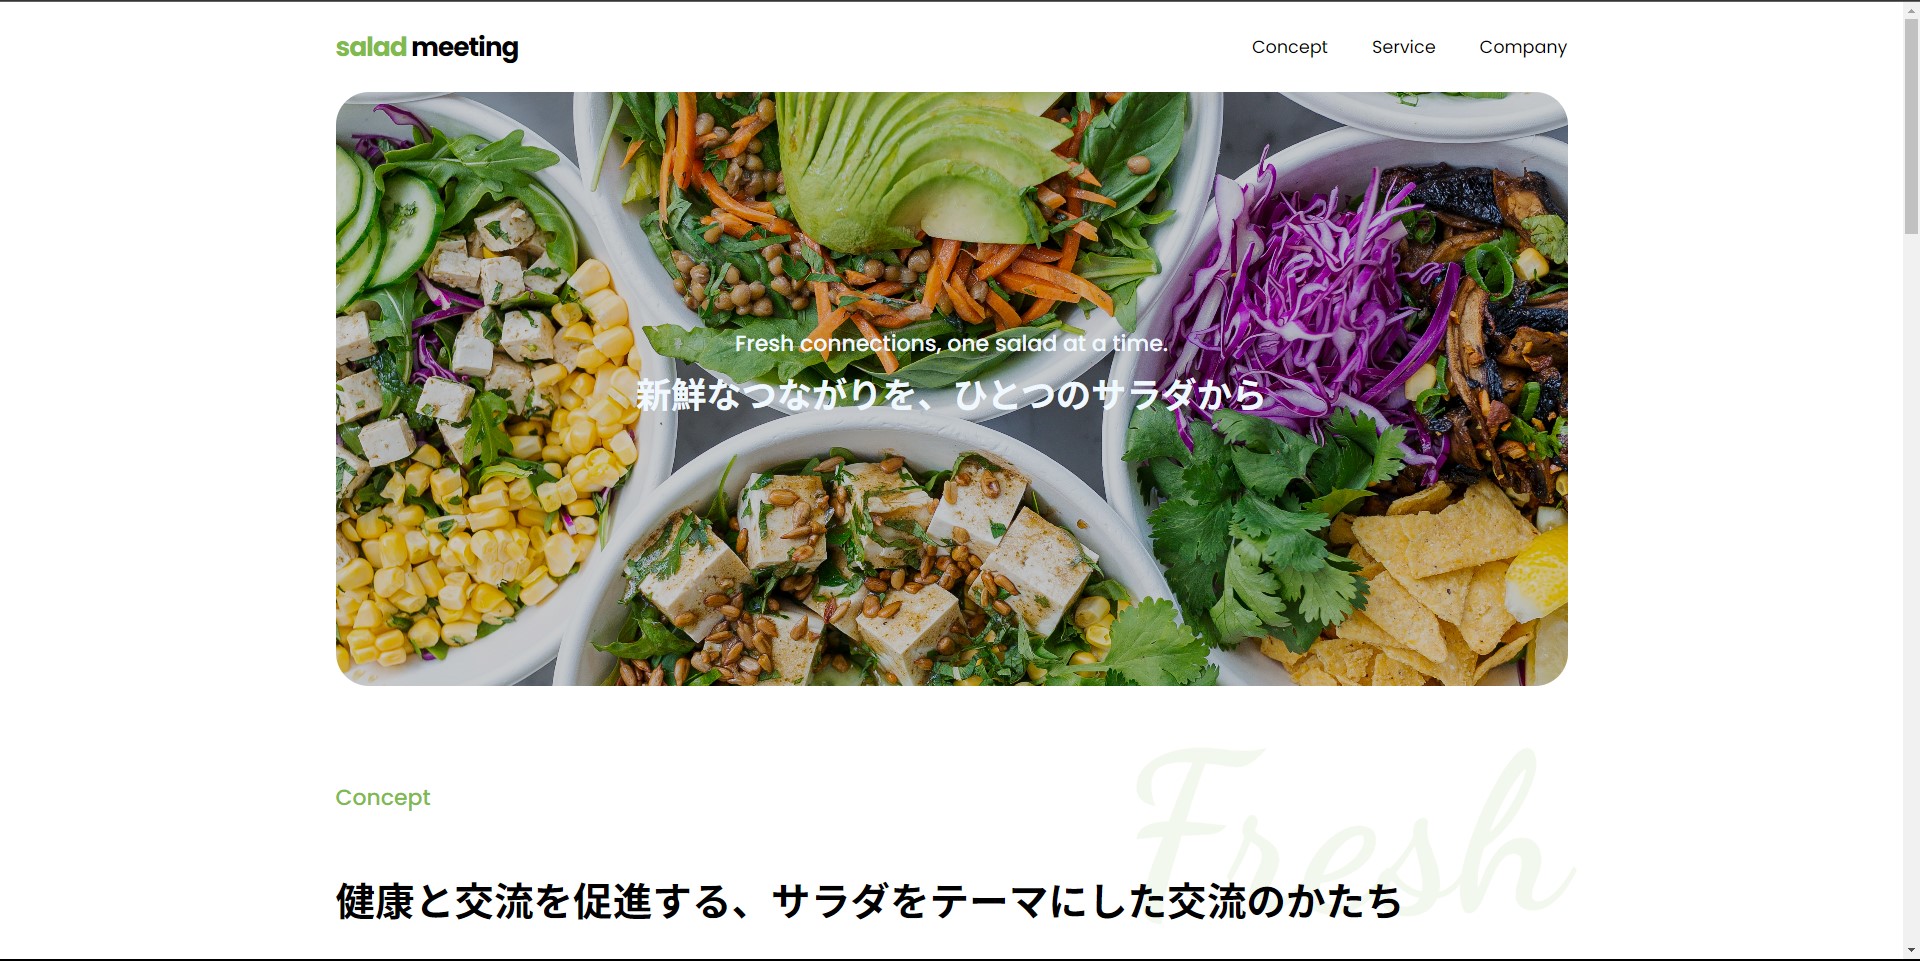 salad meeting
Concept Service Company
Fresh connections, one salad at a time.
新鮮なつながりを、ひとつのサラダから
Fresh
Concept
健康と交流を促進する、サラダをテーマにした交流のかたち